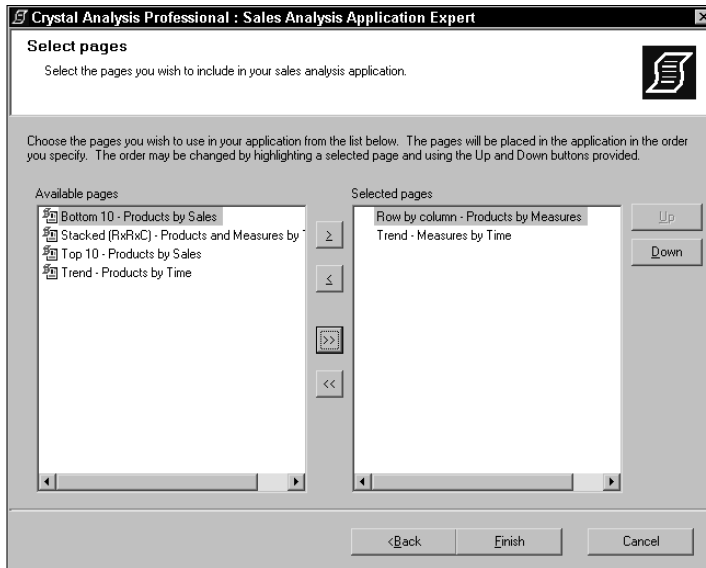 Crystal Analysis Professional : Sales Analysis Application Expert
Select pages
Select the pages you wish to include in your sales analysis application.
Choose the pages you wish to use in your application from the list below. The pages will be placed in the application in the order
you specify. The order may be changed by highlighting a selected page and using the Up and Down buttons provided.
Available pages
Bottom 10 - Products by Sales
Stacked (RxRxC) - Products and Measures by
Top 10 - Products by Sales
Trend - Products by Time
>
<
>>
<<
Selected pages
Row by column - Products by Measures
Trend - Measures by Time
Up
Down
<Back
Finish
Cancel